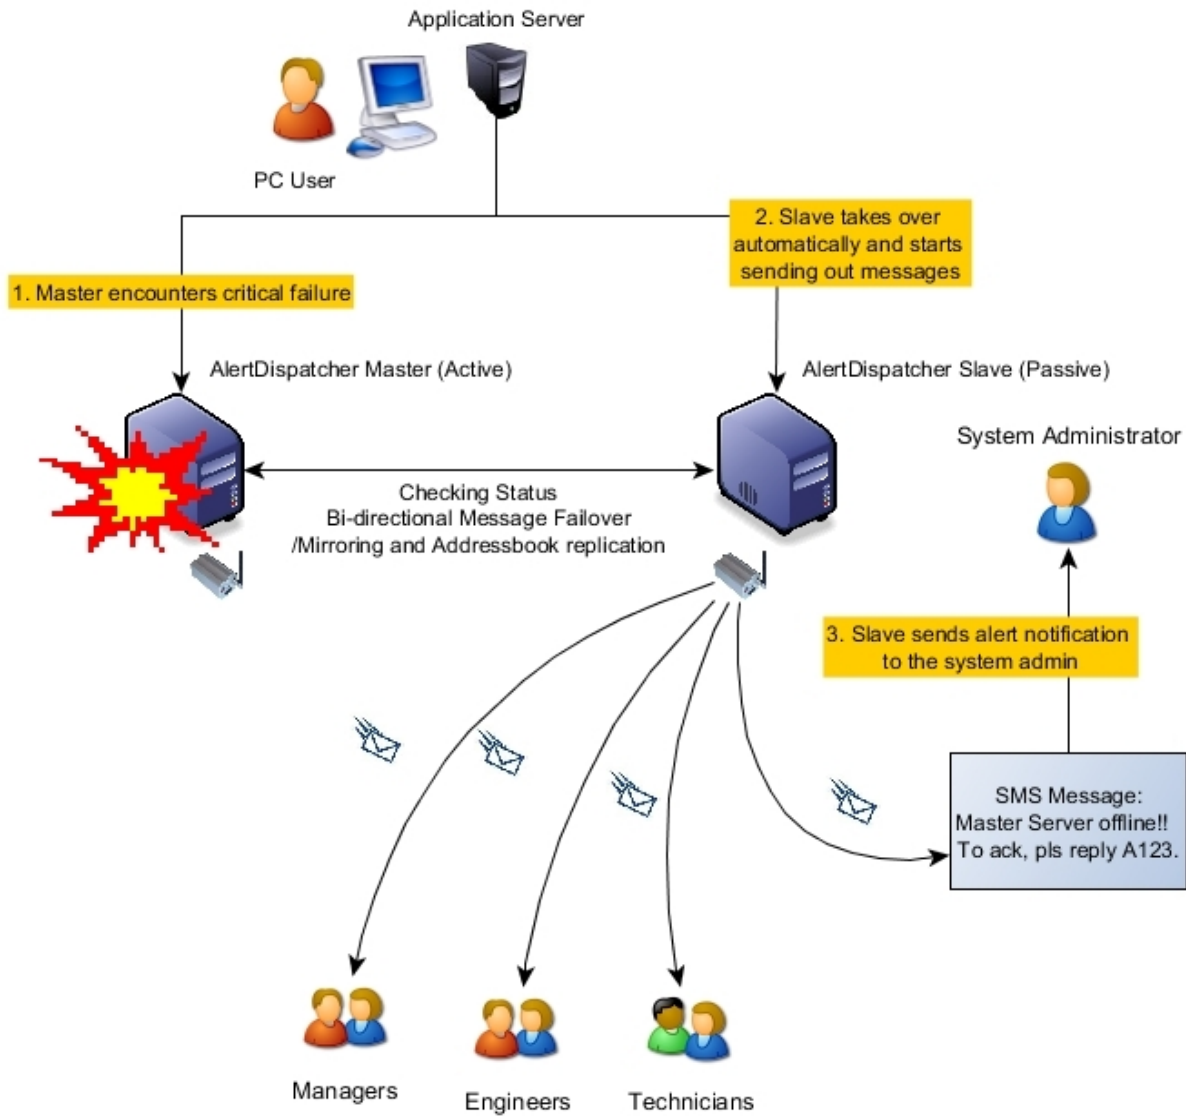 Application Server
PC User
2. Slave takes over
automatically and starts
sending out messages
1. Master encounters critical failure
AlertDispatcher Master (Active)
AlertDispatcher Slave (Passive)
System Administrator
Checking Status
Bi-directional Message Failover
/Mirroring and Addressbook replication
3. Slave sends alert notification
to the system admin
SMS Message:
Master Server offline!!
To ack, pls reply A123.
Managers
Engineers
Technicians